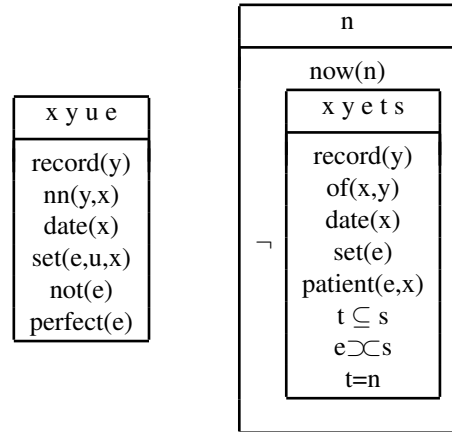 x y u e
record(y)
nn(y,x)
date(x)
set(e,u,x)
not(e)
perfect(e)
n
now(n)
¬
x y e t s
record(y)
of(x,y)
date(x)
set(e)
patient(e,x)
t ⊆ s
e⊃⊂s
t=n